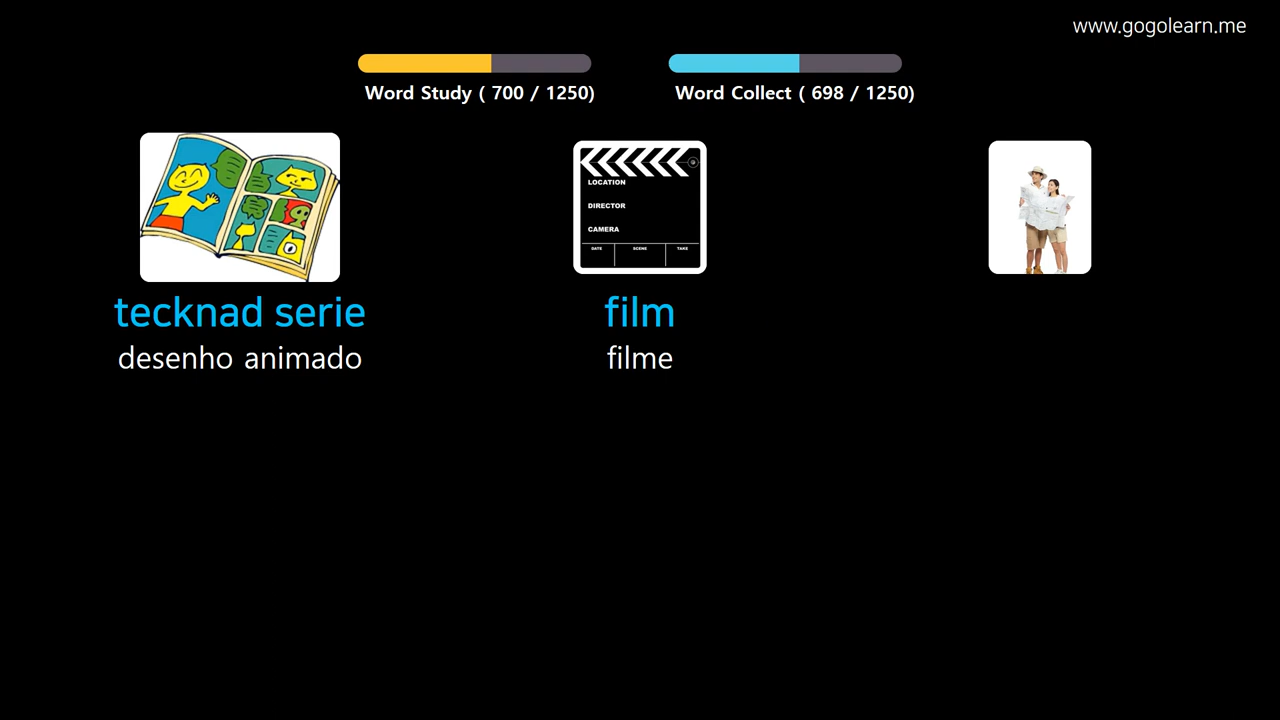 www.gogolearn.me
Word Study ( 700 / 1250)
Word Collect ( 698 / 1250)
LOCATION
DIRECTOR
CAMERA
DATE SCENE TAKE
tecknad serie
film
desenho animado
filme